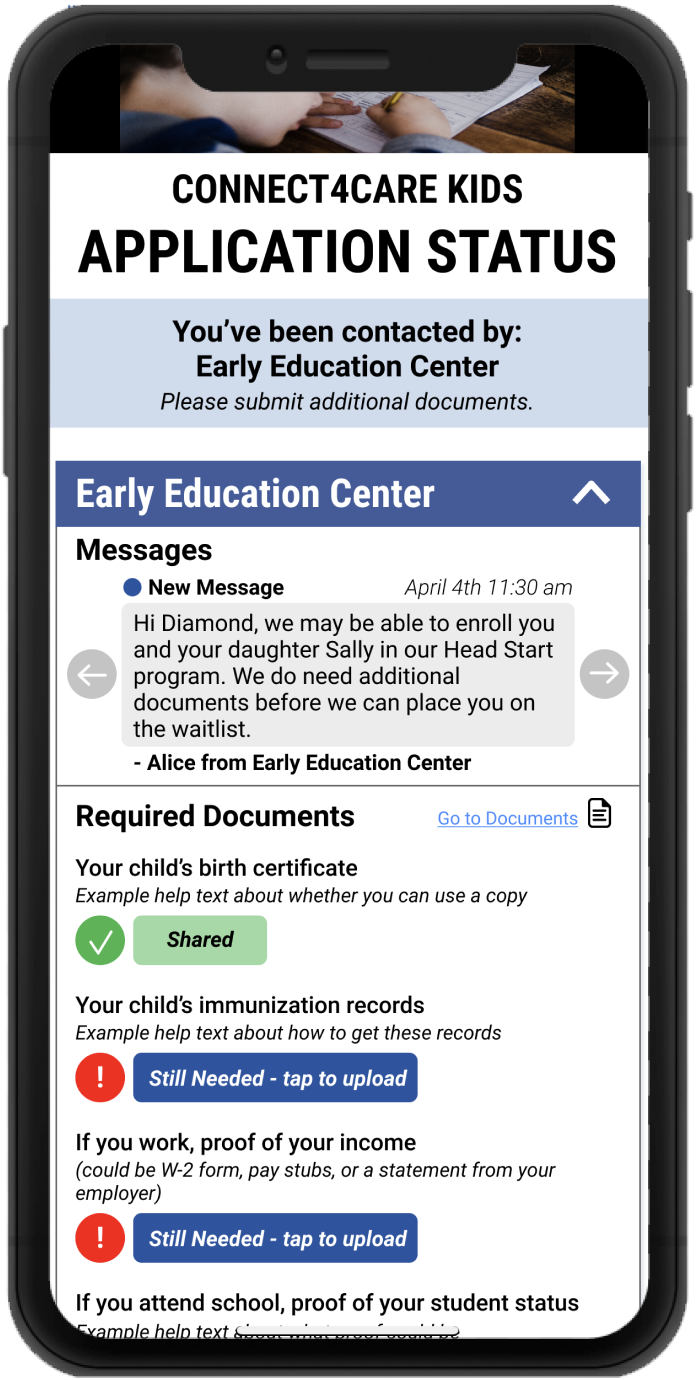 CONNECT4CARE KIDS
APPLICATION STATUS
You’ve been contacted by:
Early Education Center
Please submit additional documents.
Early Education Center
Messages
New Message April 4th 11:30 am
Hi Diamond, we may be able to enroll you
and your daughter Sally in our Head Start
program. We do need additional
documents before we can place you on
the waitlist.
- Alice from Early Education Center
Required Documents Go to Documents
Your child’s birth certificate
Example help text about whether you can use a copy
Shared
Your child’s immunization records
Example help text about how to get these records
! Still Needed - tap to upload
If you work, proof of your income
(could be W-2 form, pay stubs, or a statement from your
employer)
! Still Needed - tap to upload
If you attend school, proof of your student status
Example help text about what proof could be